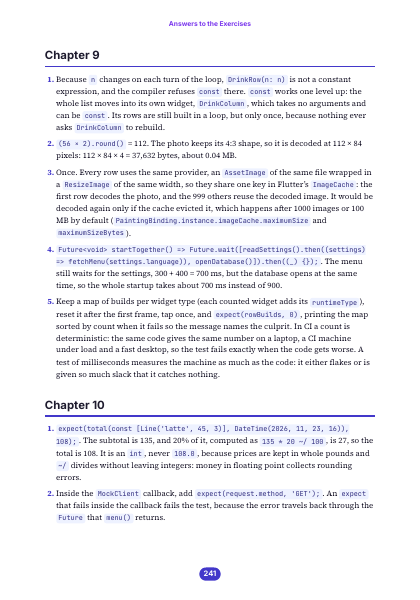 Answers to the Exercises
Chapter 9
1. Because n changes on each turn of the loop, DrinkRow(n: n) is not a constant
expression, and the compiler refuses const there. const works one level up: the
whole list moves into its own widget, DrinkColumn, which takes no arguments and
can be const. Its rows are still built in a loop, but only once, because nothing ever
asks DrinkColumn to rebuild.
2. (56 × 2).round() = 112. The photo keeps its 4:3 shape, so it is decoded at 112 × 84
pixels: 112 × 84 × 4 = 37,632 bytes, about 0.04 MB.
3. Once. Every row uses the same provider, an AssetImage of the same file wrapped in
a ResizeImage of the same width, so they share one key in Flutter's ImageCache: the
first row decodes the photo, and the 999 others reuse the decoded image. It would be
decoded again only if the cache evicted it, which happens after 1000 images or 100
MB by default (PaintingBinding.instance.imageCache.maximumSize and
maximumSizeBytes).
4. Future<void> startTogether() => Future.wait([readSettings().then((settings)
=> fetchMenu(settings.language)), openDatabase()]).then((_) {});. The menu
still waits for the settings, 300 + 400 = 700 ms, but the database opens at the same
time, so the whole startup takes about 700 ms instead of 900.
5. Keep a map of builds per widget type (each counted widget adds its runtimeType),
reset it after the first frame, tap once, and expect(rowBuilds, 0), printing the map
sorted by count when it fails so the message names the culprit. In CI a count is
deterministic: the same code gives the same number on a laptop, a CI machine
under load and a fast desktop, so the test fails exactly when the code gets worse. A
test of milliseconds measures the machine as much as the code: it either flakes or is
given so much slack that it catches nothing.
Chapter 10
1. expect(total(const [Line('latte', 45, 3)], DateTime(2026, 11, 23, 16)),
108);. The subtotal is 135, and 20% of it, computed as 135 * 20 ~/ 100, is 27, so the
total is 108. It is an int, never 108.0, because prices are kept in whole pounds and
~/ divides without leaving integers: money in floating point collects rounding
errors.
2. Inside the MockClient callback, add expect(request.method, 'GET');. An expect
that fails inside the callback fails the test, because the error travels back through the
Future that menu() returns.
241